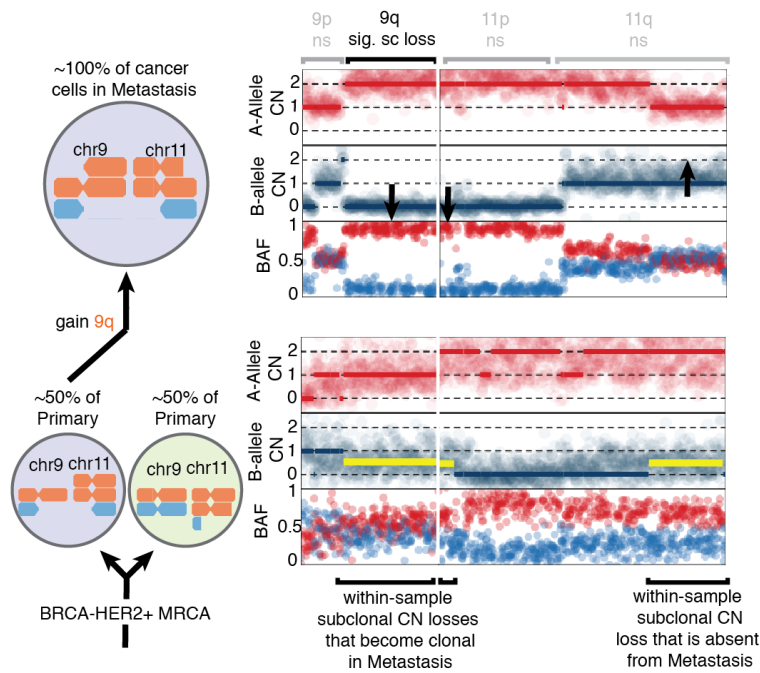 9p
ns
9q
sig. sc loss
11p
ns
11q
ns
~100% of cancer
cells in Metastasis
chr9
chr11
A-Allele
CN
2
1
0
B-allele
CN
2
1
0
BAF
1
0.5
0
gain 9q
~50% of
Primary
~50% of
Primary
chr9 chr11
chr9 chr11
A-Allele
CN
2
1
0
B-allele
CN
2
1
0
BAF
1
0.5
0
BRCA-HER2+ MRCA
within-sample
subclonal CN losses
that become clonal
in Metastasis
within-sample
subclonal CN
loss that is absent
from Metastasis